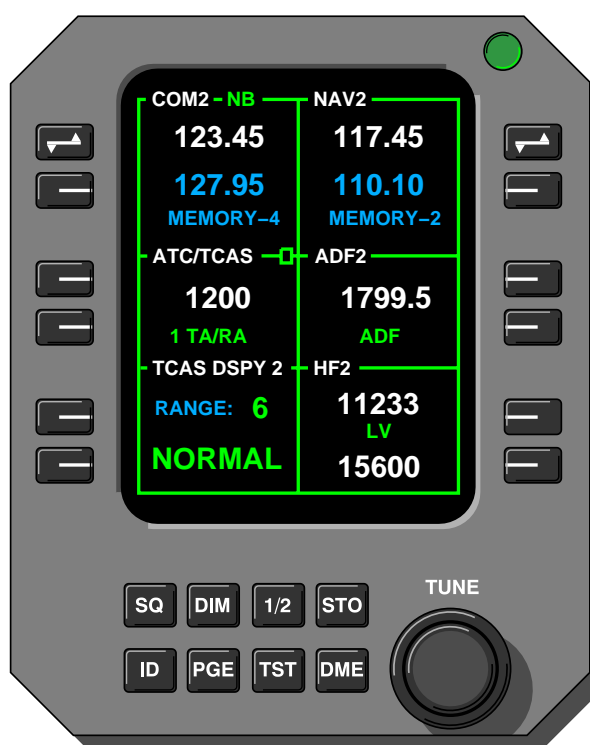 COM2 - NB
NAV2
123.45
117.45
127.95
110.10
MEMORY–4
MEMORY–2
ATC/TCAS
ADF2
1200
1799.5
1 TA/RA
ADF
TCAS DSPY 2
HF2
RANGE: 6
11233
LV
NORMAL
15600
TUNE
SQ DIM 1/2 STO
ID PGE TST DME